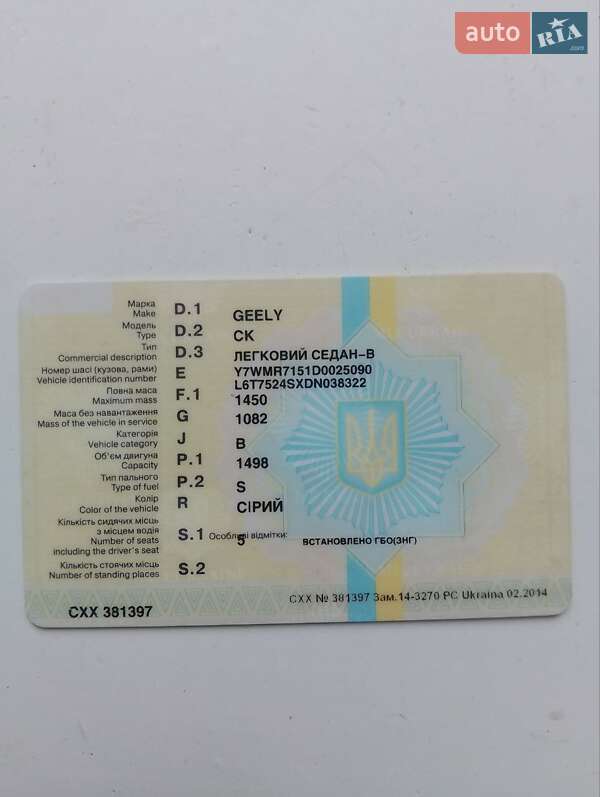 auto RIA .com
Марка
Make D.1 GEELY
Модель
Type D.2 CK
Тип
Commercial description D.3 ЛЕГКОВИЙ СЕДАН-В
Номер шасі (кузова, рами)
Vehicle identification number E Y7WMR7151D0025090
L6T7524SXDN038322
Повна маса
Maximum mass F.1 1450
Маса без навантаження
Mass of the vehicle in service G 1082
Категорія
Vehicle category J B
Об'єм двигуна
Capacity P.1 1498
Тип пального
Type of fuel P.2 S
Колір
Color of the vehicle R СІРИЙ
Кількість сидячих місць
з місцем водія
Number of seats
including the driver's seat S.1 5 Особливі відмітки: ВСТАНОВЛЕНО ГБО(ЗНГ)
Кількість стоячих місць
Number of standing places S.2
СХХ 381397
СХХ № 381397 Зам.14-3270 РС Ukraina 02.2014